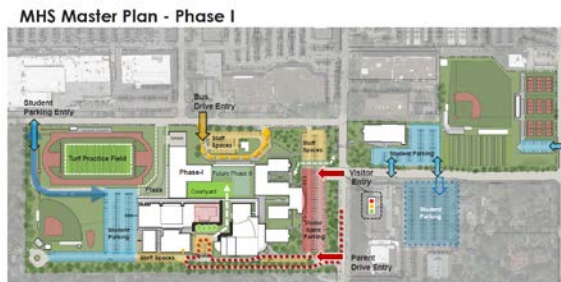 MHS Master Plan - Phase I
Student
Parking Entry
Bus
Drive Entry
Staff
Spaces
Staff
Spaces
Turf Practice Field
Plaza
Phase-I
Future Phase II
Courtyard
Student
Parking
Staff Spaces
Visitor
Entry
Parking
Parent
Drive Entry
Student Parking
Student
Parking